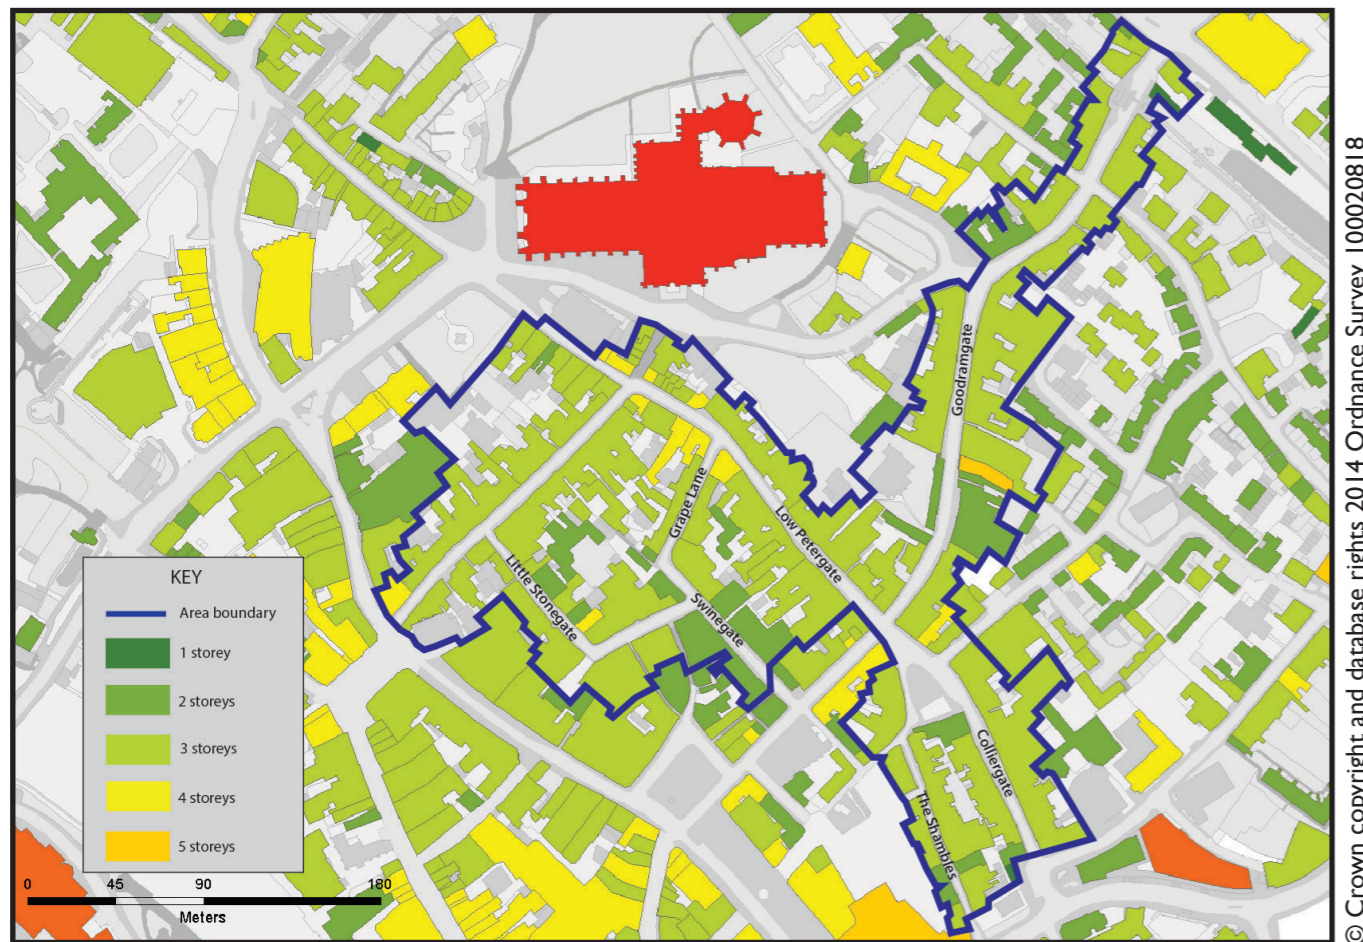 Goodramgate
Grape Lane
Low Petergate
Little Stonegate
Swinegate
Colliergate
The Shambles
KEY
Area boundary
1 storey
2 storeys
3 storeys
4 storeys
5 storeys
0 45 90 180
Meters
© Crown copyright and database rights 2014 Ordnance Survey 100020818